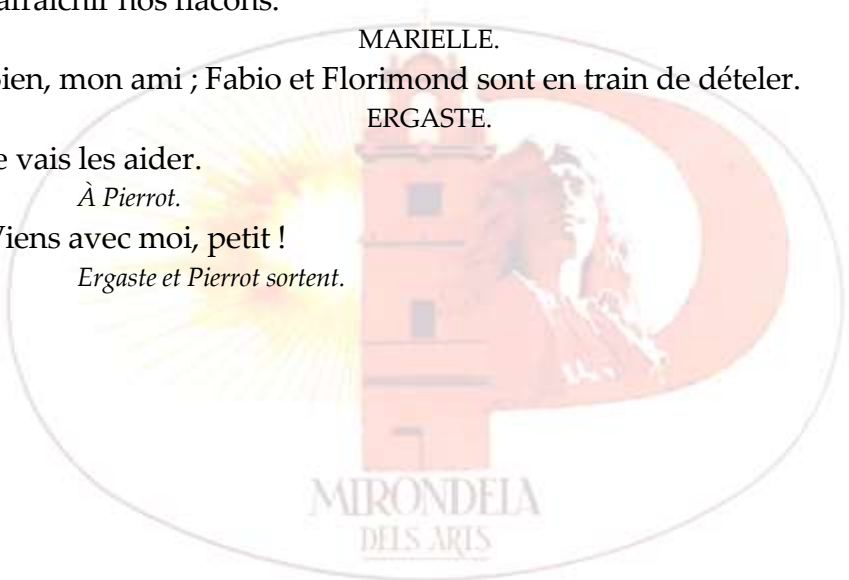 rafraîchir nos flacons.
MARIELLE.
Bien, mon ami ; Fabio et Florimond sont en train de dételer.
ERGASTE.
Je vais les aider.
À Pierrot.
Viens avec moi, petit !
Ergaste et Pierrot sortent.
MIRONDELA
DELS ARTS